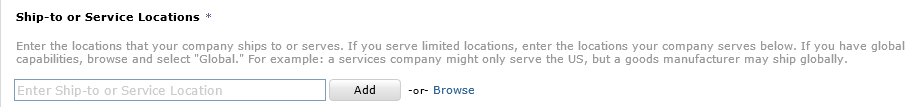 Ship-to or Service Locations *
Enter the locations that your company ships to or serves. If you serve limited locations, enter the locations your company serves below. If you have global
capabilities, browse and select "Global." For example: a services company might only serve the US, but a goods manufacturer may ship globally.
Enter Ship-to or Service Location Add -or- Browse